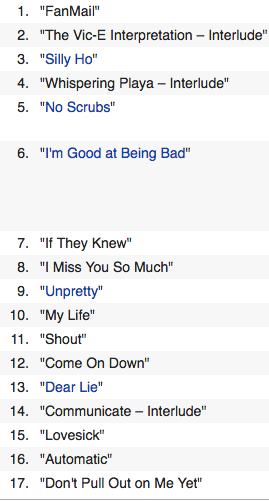 1. "FanMail"
2. "The Vic-E Interpretation – Interlude"
3. "Silly Ho"
4. "Whispering Playa – Interlude"
5. "No Scrubs"
6. "I'm Good at Being Bad"
7. "If They Knew"
8. "I Miss You So Much"
9. "Unpretty"
10. "My Life"
11. "Shout"
12. "Come On Down"
13. "Dear Lie"
14. "Communicate – Interlude"
15. "Lovesick"
16. "Automatic"
17. "Don't Pull Out on Me Yet"